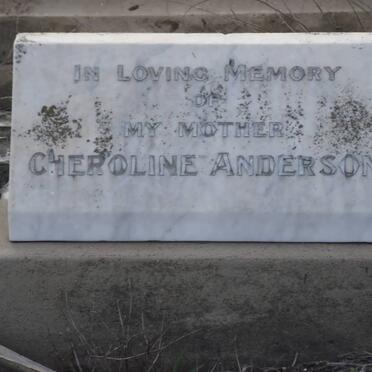 IN LOVING MEMORY
OF
MY MOTHER
CHEROLINE ANDERSON